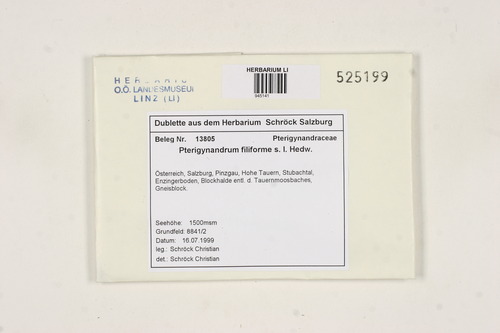 HERBARIUM LI
945141
525199
HERBARIUM
O.Ö. LANDESMUSEUM
LINZ (LI)
Dublette aus dem Herbarium Schröck Salzburg
Beleg Nr. 13805 Pterigynandraceae
Pterigynandrum filiforme s. l. Hedw.
Österreich, Salzburg, Pinzgau, Hohe Tauern, Stubachtal,
Enzingerboden, Blockhalde entl. d. Tauernmoosbaches,
Gneisblock.
Seehöhe: 1500msm
Grundfeld: 8841/2
Datum: 16.07.1999
leg.: Schröck Christian
det.: Schröck Christian